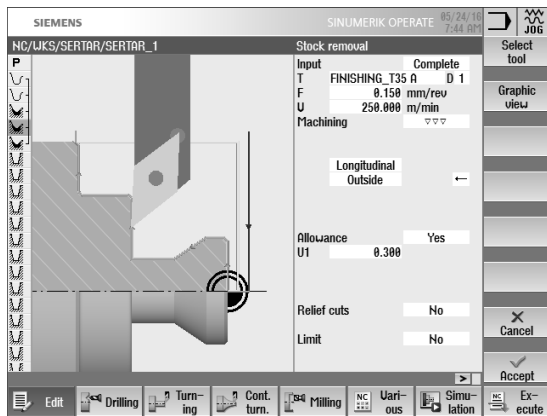 SIEMENS
SINUMERIK OPERATE 05/24/16 7:44 AM
JOG
NC/WKS/SERTAR/SERTAR_1
Stock removal
Select tool
P
Input Complete
T FINISHING_T35 A D 1
F 0.150 mm/rev
V 250.000 m/min
Machining ▽▽▽
Graphic view
Longitudinal
Outside ←
Allowance Yes
U1 0.300
Relief cuts No
Limit No
Cancel
Accept
>
Edit
Drilling
Turn-ing
Cont. turn.
Milling
NC Vari-ous
Simu-lation
NC Ex-ecute